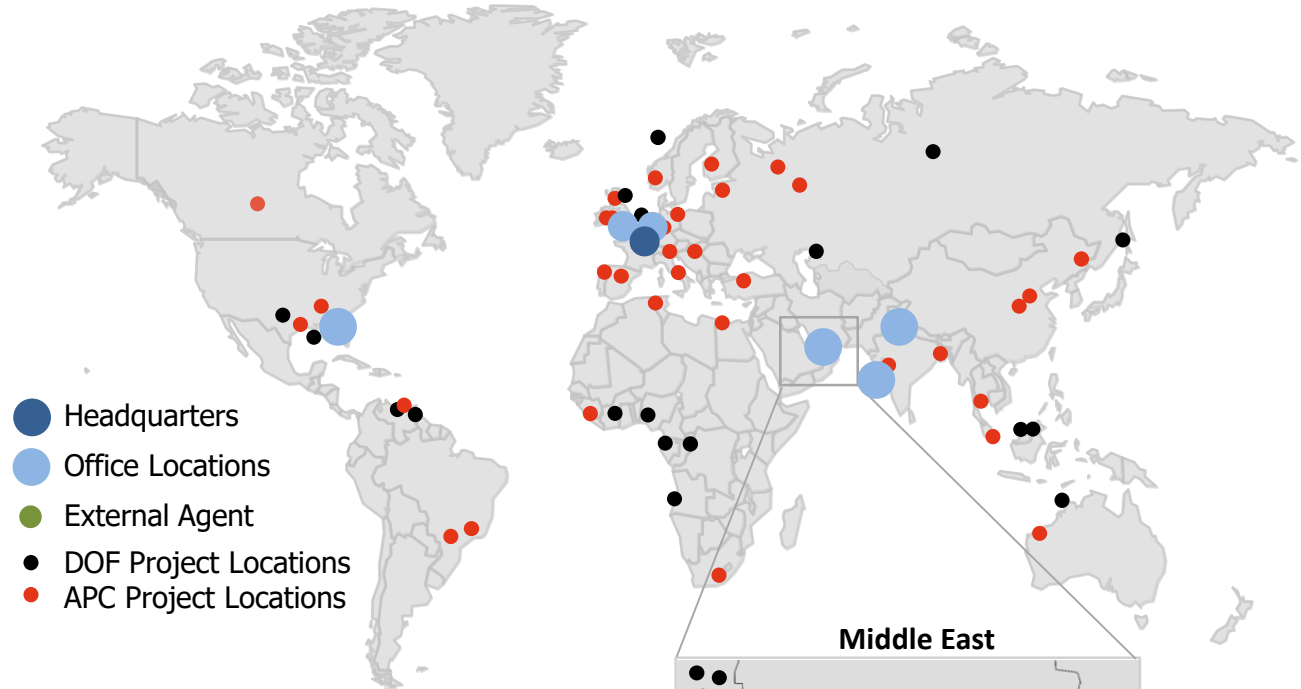 Headquarters
Office Locations
External Agent
DOF Project Locations
APC Project Locations
Middle East